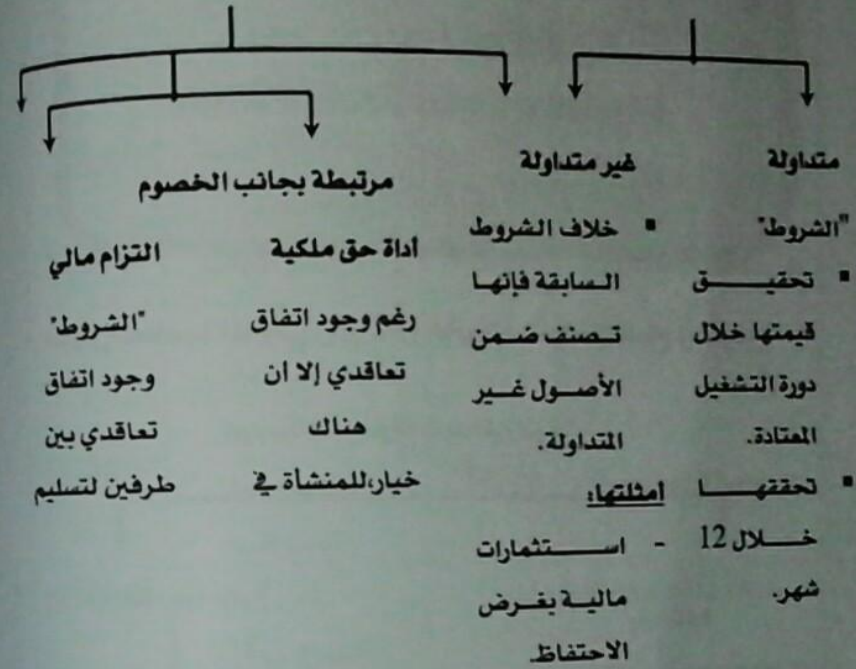 متداولة
"الشروط"
▪ تحقيق
قيمتها خلال
دورة التشغيل
المعتادة.
▪ تحققها
خلال 12
شهر.
غير متداولة
▪ خلاف الشروط
السابقة فإنها
تصنف ضمن
الأصول غير
المتداولة.
أمثلتها:
- استثمارات
مالية بغرض
الاحتفاظ.
مرتبطة بجانب الخصوم
أداة حق ملكية
رغم وجود اتفاق
تعاقدي إلا أن
هناك
خيار،للمنشأة في
التزام مالي
"الشروط"
وجود اتفاق
تعاقدي بين
طرفين لتسليم